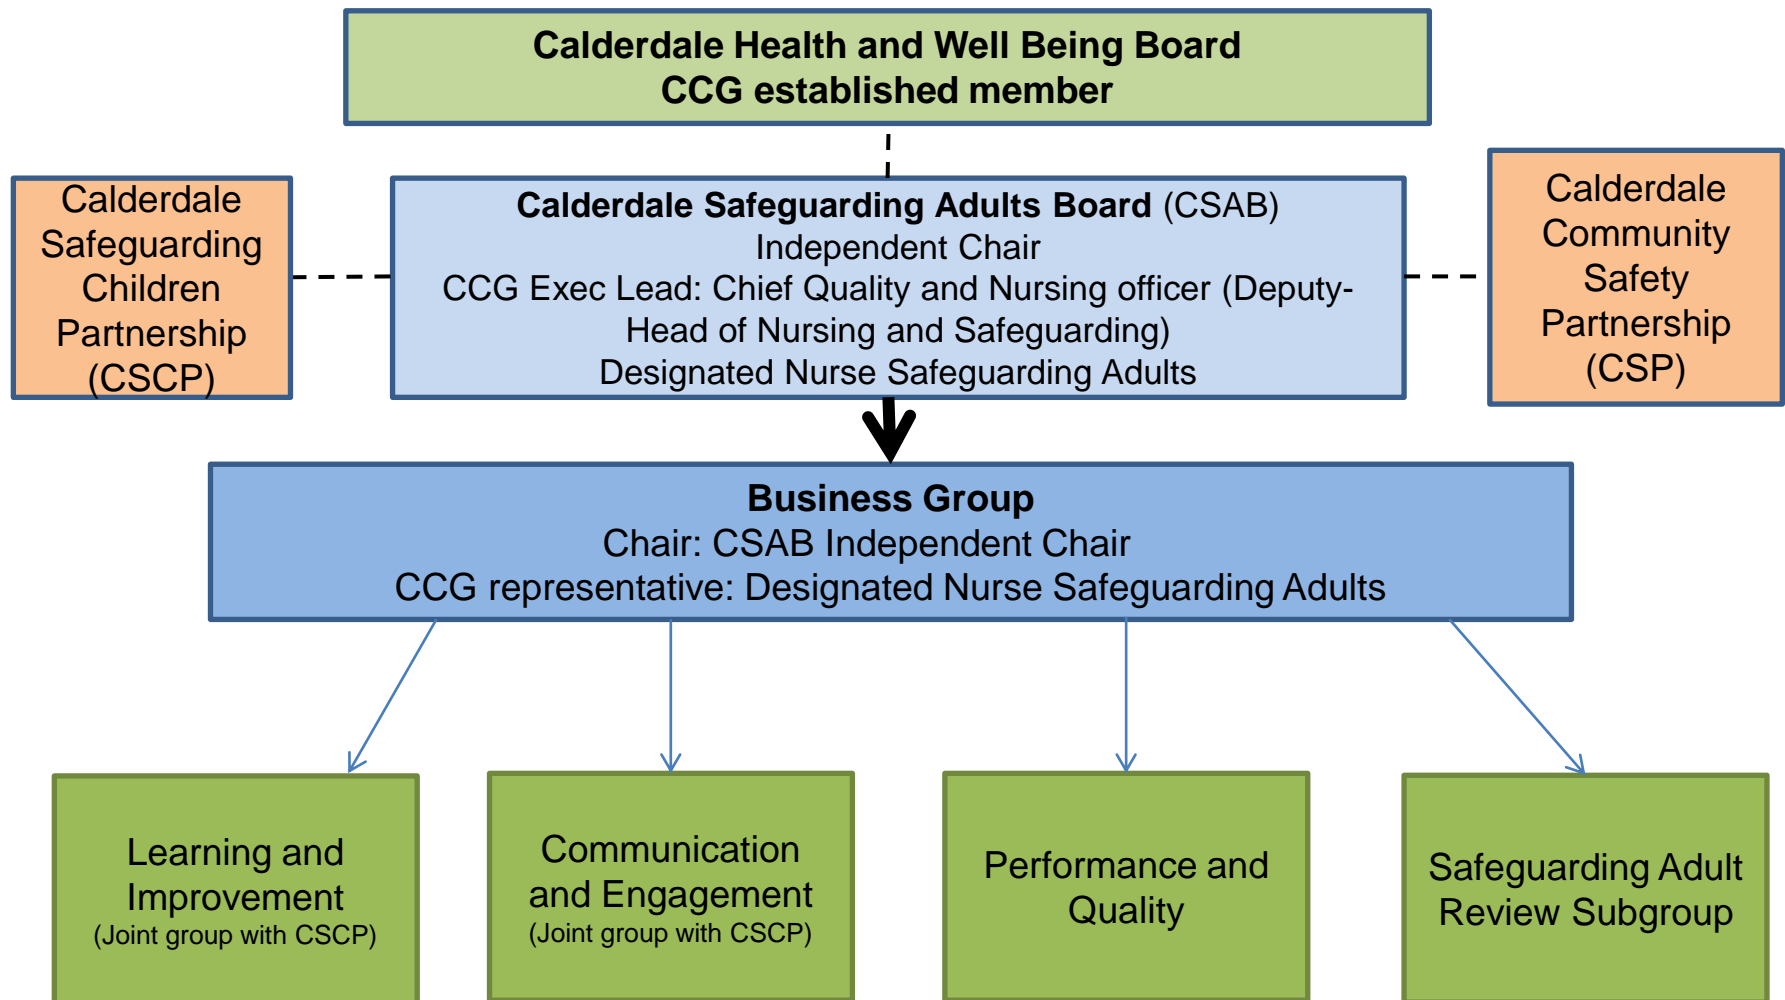 Calderdale Health and Well Being Board
CCG established member
Calderdale
Safeguarding
Children
Partnership
(CSCP)
Calderdale Safeguarding Adults Board (CSAB)
Independent Chair
CCG Exec Lead: Chief Quality and Nursing officer (Deputy-
Head of Nursing and Safeguarding)
Designated Nurse Safeguarding Adults
Calderdale
Community
Safety
Partnership
(CSP)
Business Group
Chair: CSAB Independent Chair
CCG representative: Designated Nurse Safeguarding Adults
Learning and
Improvement
(Joint group with CSCP)
Communication
and Engagement
(Joint group with CSCP)
Performance and
Quality
Safeguarding Adult
Review Subgroup